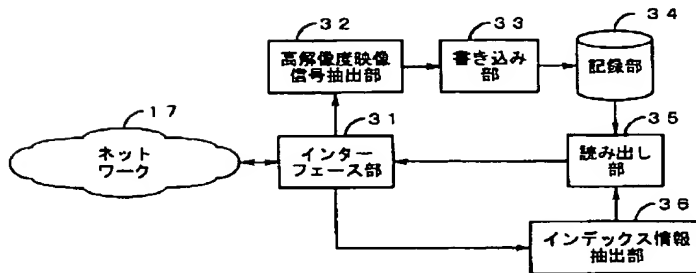 32
高解像度映像
信号抽出部
33
書き込み
部
34
記録部
17
ネット
ワーク
31
インター
フェース部
35
読み出し
部
36
インデックス情報
抽出部